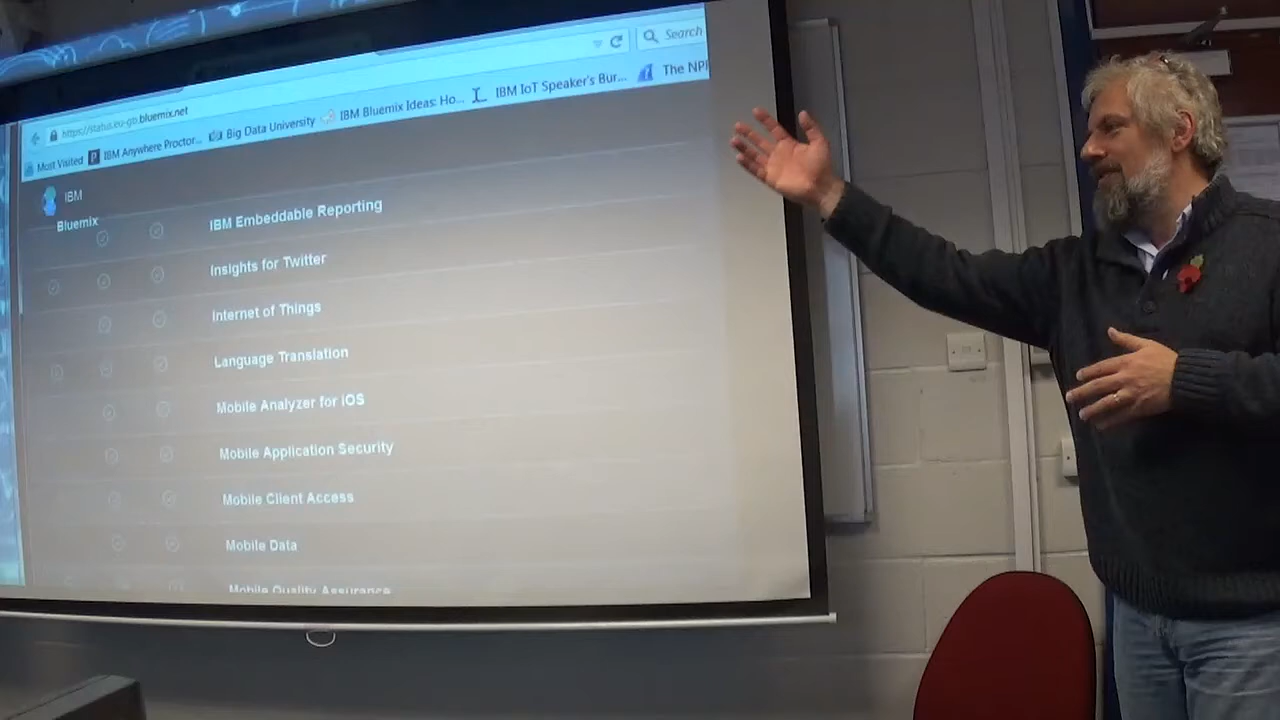 Search
https://status.eu-gb.bluemix.net
Most Visited
IBM Anywhere Proctor...
Big Data University
IBM Bluemix Ideas: Ho...
IBM IoT Speaker's Bur...
The NPI
IBM
Bluemix
IBM Embeddable Reporting
Insights for Twitter
Internet of Things
Language Translation
Mobile Analyzer for iOS
Mobile Application Security
Mobile Client Access
Mobile Data
Mobile Quality Assurance